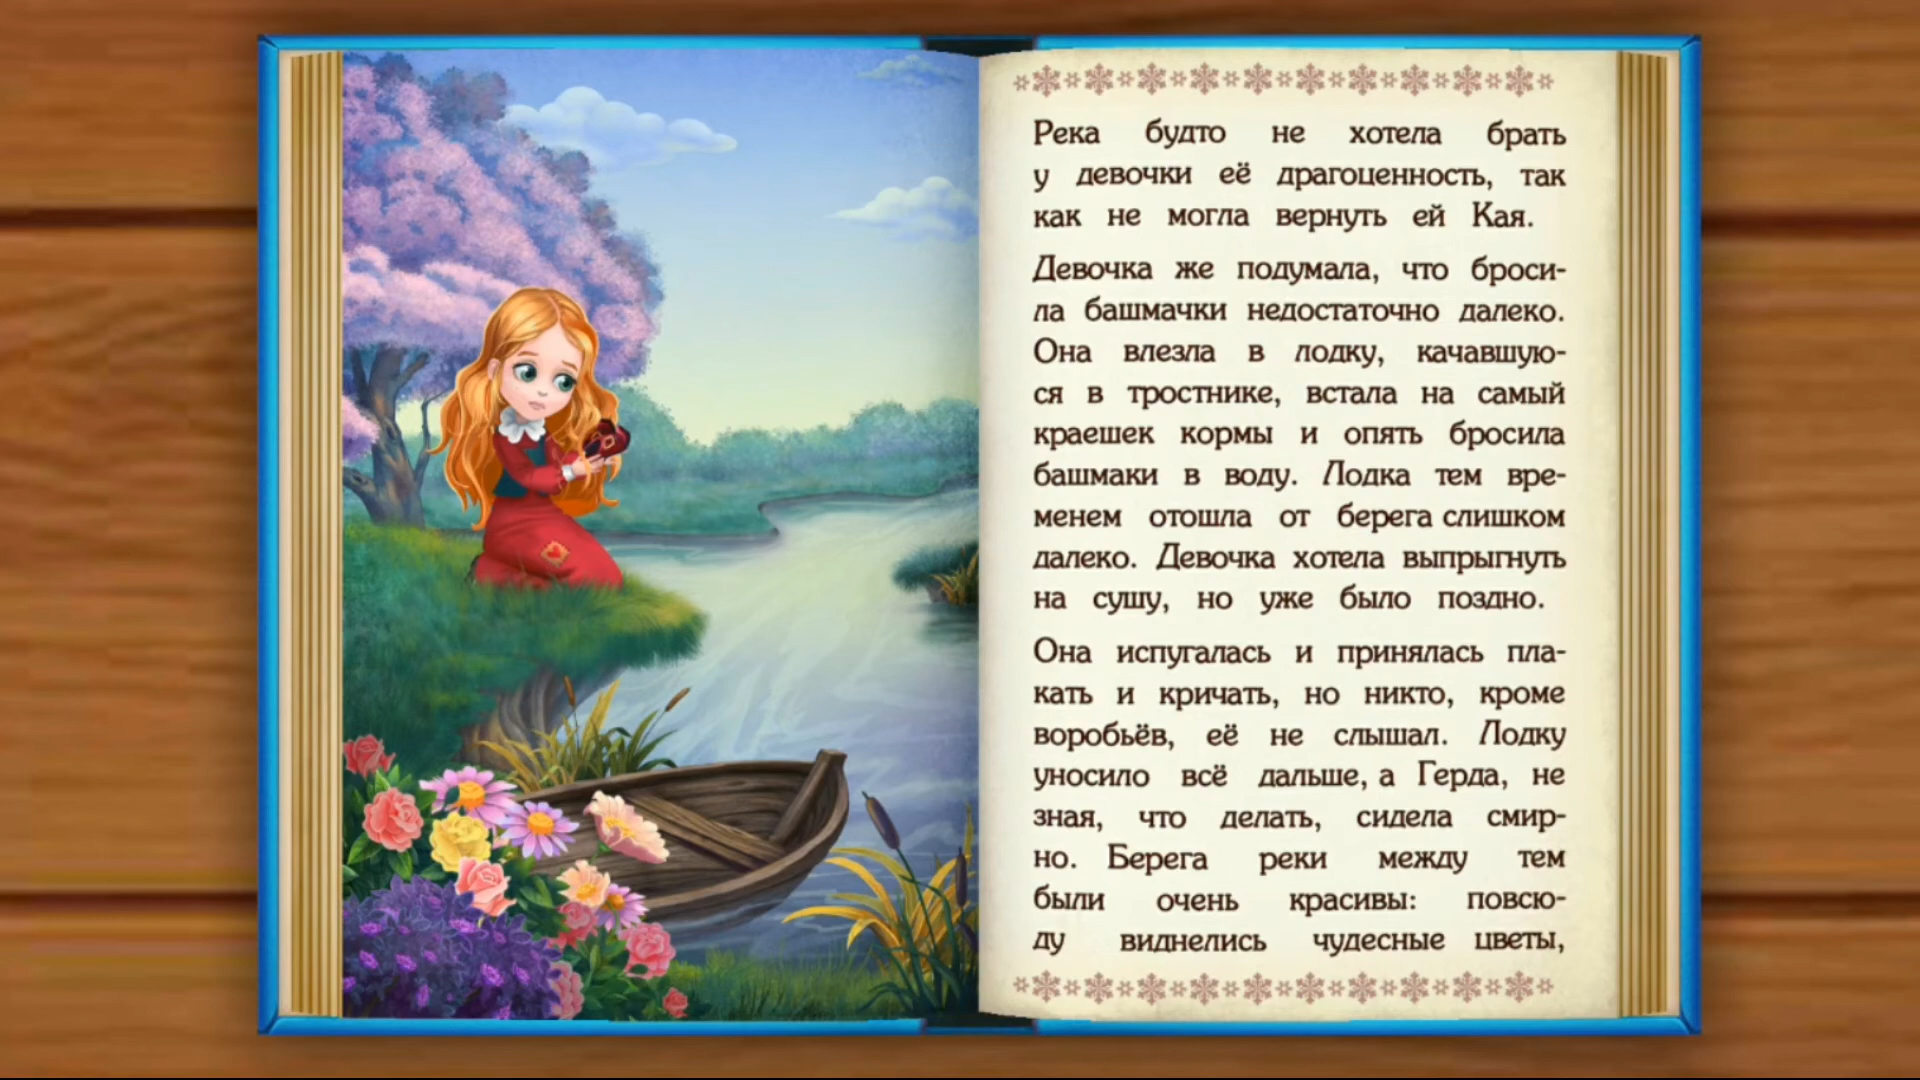 Река будто не хотела брать
у девочки её драгоценность, так
как не могла вернуть ей Кая.
Девочка же подумала, что броси-
ла башмачки недостаточно далеко.
Она влезла в лодку, качавшую-
ся в тростнике, встала на самый
краешек кормы и опять бросила
башмаки в воду. Лодка тем вре-
менем отошла от берега слишком
далеко. Девочка хотела выпрыгнуть
на сушу, но уже было поздно.
Она испугалась и принялась пла-
кать и кричать, но никто, кроме
воробьёв, её не слышал. Лодку
уносило всё дальше, а Герда, не
зная, что делать, сидела смир-
но. Берега реки между тем
были очень красивы: повсю-
ду виднелись чудесные цветы,